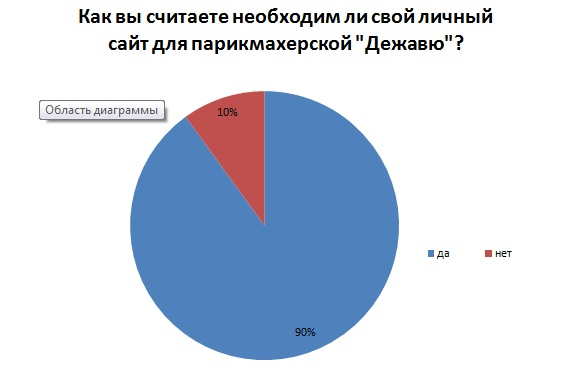 Как вы считаете необходим ли свой личный
сайт для парикмахерской "Дежавю"?
Область диаграммы
10%
да
нет
90%